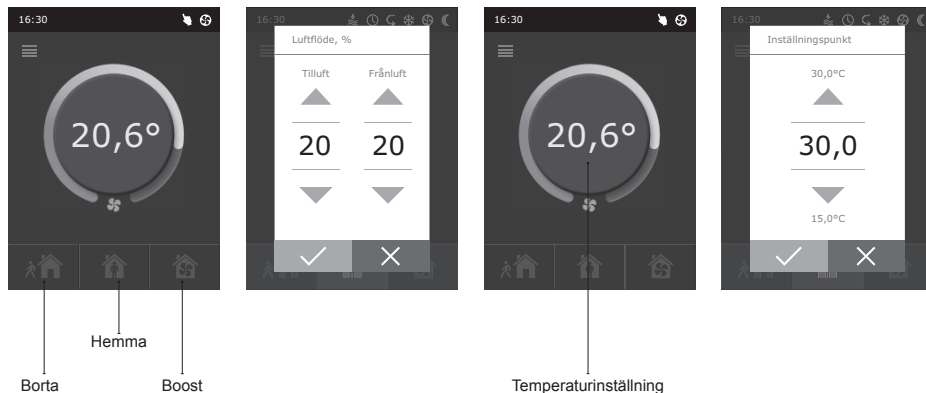 16:30
20,6°
Hemma
Borta
Boost
16:30
Luftflöde, %
Tilluft Frånluft
20 20
16:30
20,6°
Temperaturinställning
16:30
Inställningspunkt
30,0°C
30,0
15,0°C